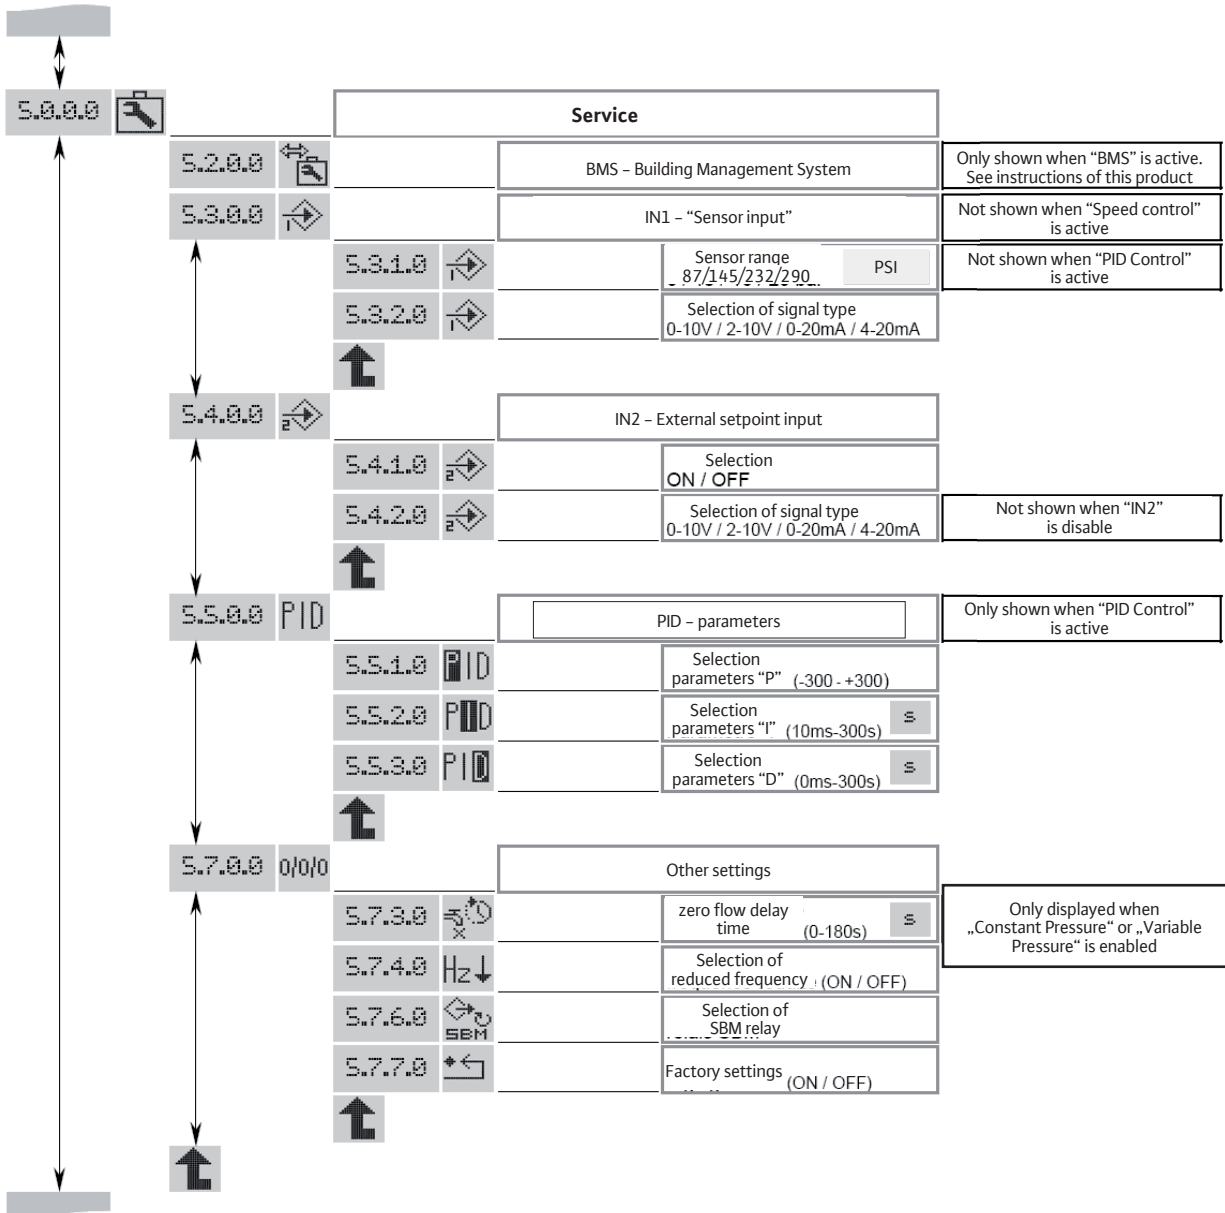 5.0.0.0
Service
5.2.0.0
BMS – Building Management System
Only shown when “BMS” is active.
See instructions of this product
5.3.0.0
1
IN1 – “Sensor input”
Not shown when “Speed control”
is active
5.3.1.0
1
Sensor range
87/145/232/290
PSI
Not shown when “PID Control”
is active
5.3.2.0
1
Selection of signal type
0-10V / 2-10V / 0-20mA / 4-20mA
5.4.0.0
2
IN2 – External setpoint input
5.4.1.0
2
Selection
ON / OFF
5.4.2.0
2
Selection of signal type
0-10V / 2-10V / 0-20mA / 4-20mA
Not shown when “IN2”
is disable
5.5.0.0 PID
PID – parameters
Only shown when “PID Control”
is active
5.5.1.0 PID
Selection
parameters “P” (-300 - +300)
5.5.2.0 PID
Selection
parameters “I” (10ms-300s)
s
5.5.3.0 PID
Selection
parameters “D” (0ms-300s)
s
5.7.0.0 0/0/0
Other settings
5.7.3.0
x
zero flow delay
time (0-180s)
s
Only displayed when
„Constant Pressure“ or „Variable
Pressure“ is enabled
5.7.4.0 Hz
Selection of
reduced frequency (ON / OFF)
5.7.6.0
SBM
Selection of
SBM relay
5.7.7.0
Factory settings (ON / OFF)